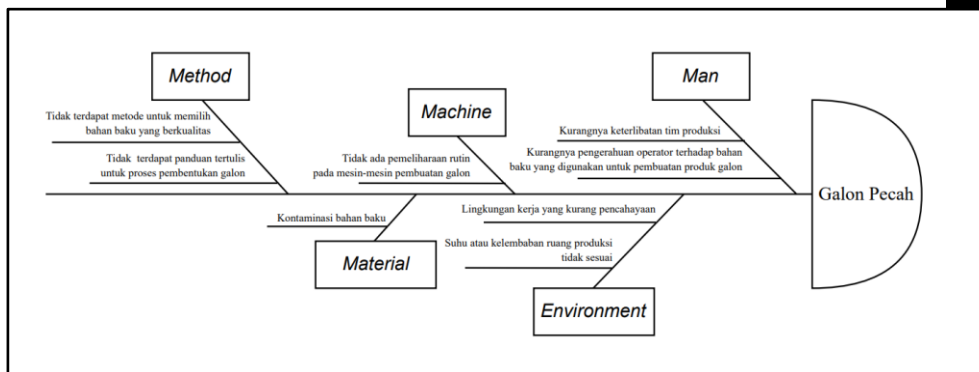 Method
Tidak terdapat metode untuk memilih
bahan baku yang berkualitas
Tidak terdapat panduan tertulis
untuk proses pembentukan galon
Machine
Tidak ada pemeliharaan rutin
pada mesin-mesin pembuatan galon
Man
Kurangnya keterlibatan tim produksi
Kurangnya pengerahuan operator terhadap bahan
baku yang digunakan untuk pembuatan produk galon
Galon Pecah
Kontaminasi bahan baku
Material
Lingkungan kerja yang kurang pencahayaan
Suhu atau kelembaban ruang produksi
tidak sesuai
Environment